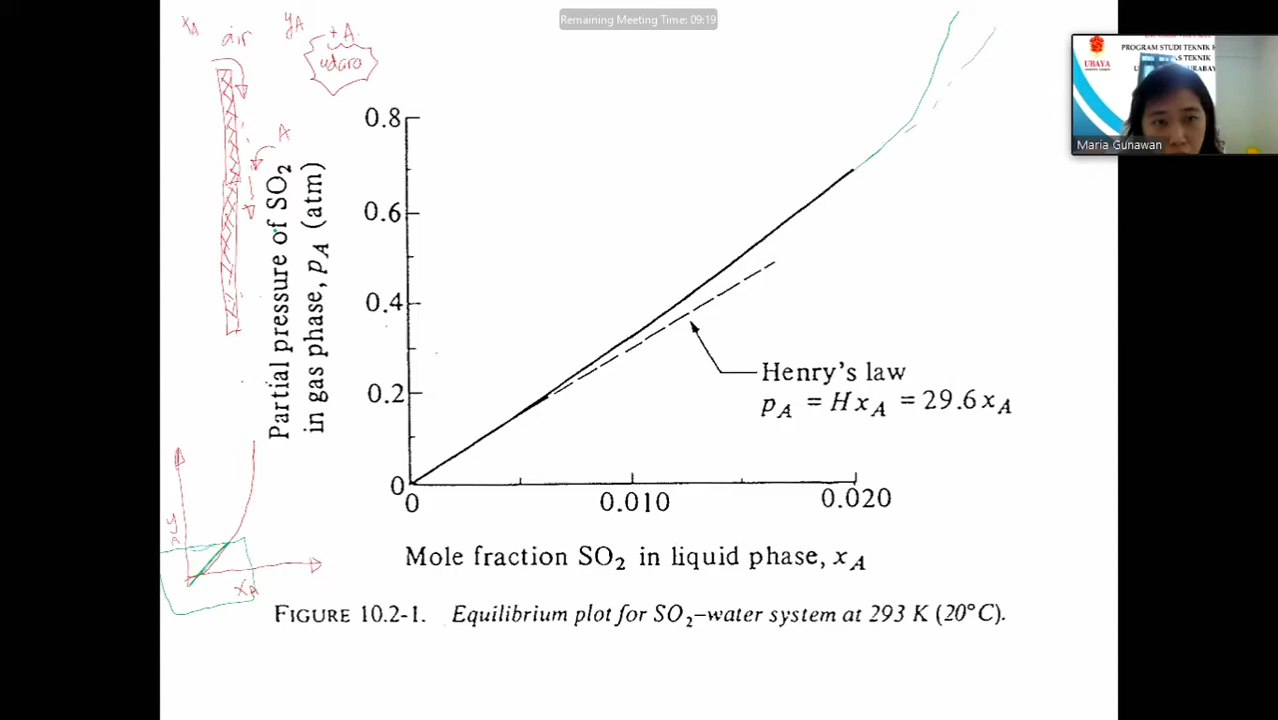 Remaining Meeting Time: 09:19
xA
air
yA
+ A
udara
A
PROGRAM STUDI TEKNIK
UBAYA
TEKNIK
Maria Gunawan
Partial pressure of SO₂
in gas phase, pA (atm)
0.8
0.6
0.4
0.2
0
0
0.010
0.020
Henry's law
pA = HxA = 29.6xA
Mole fraction SO₂ in liquid phase, xA
yA
xA
FIGURE 10.2-1. Equilibrium plot for SO₂–water system at 293 K (20°C).